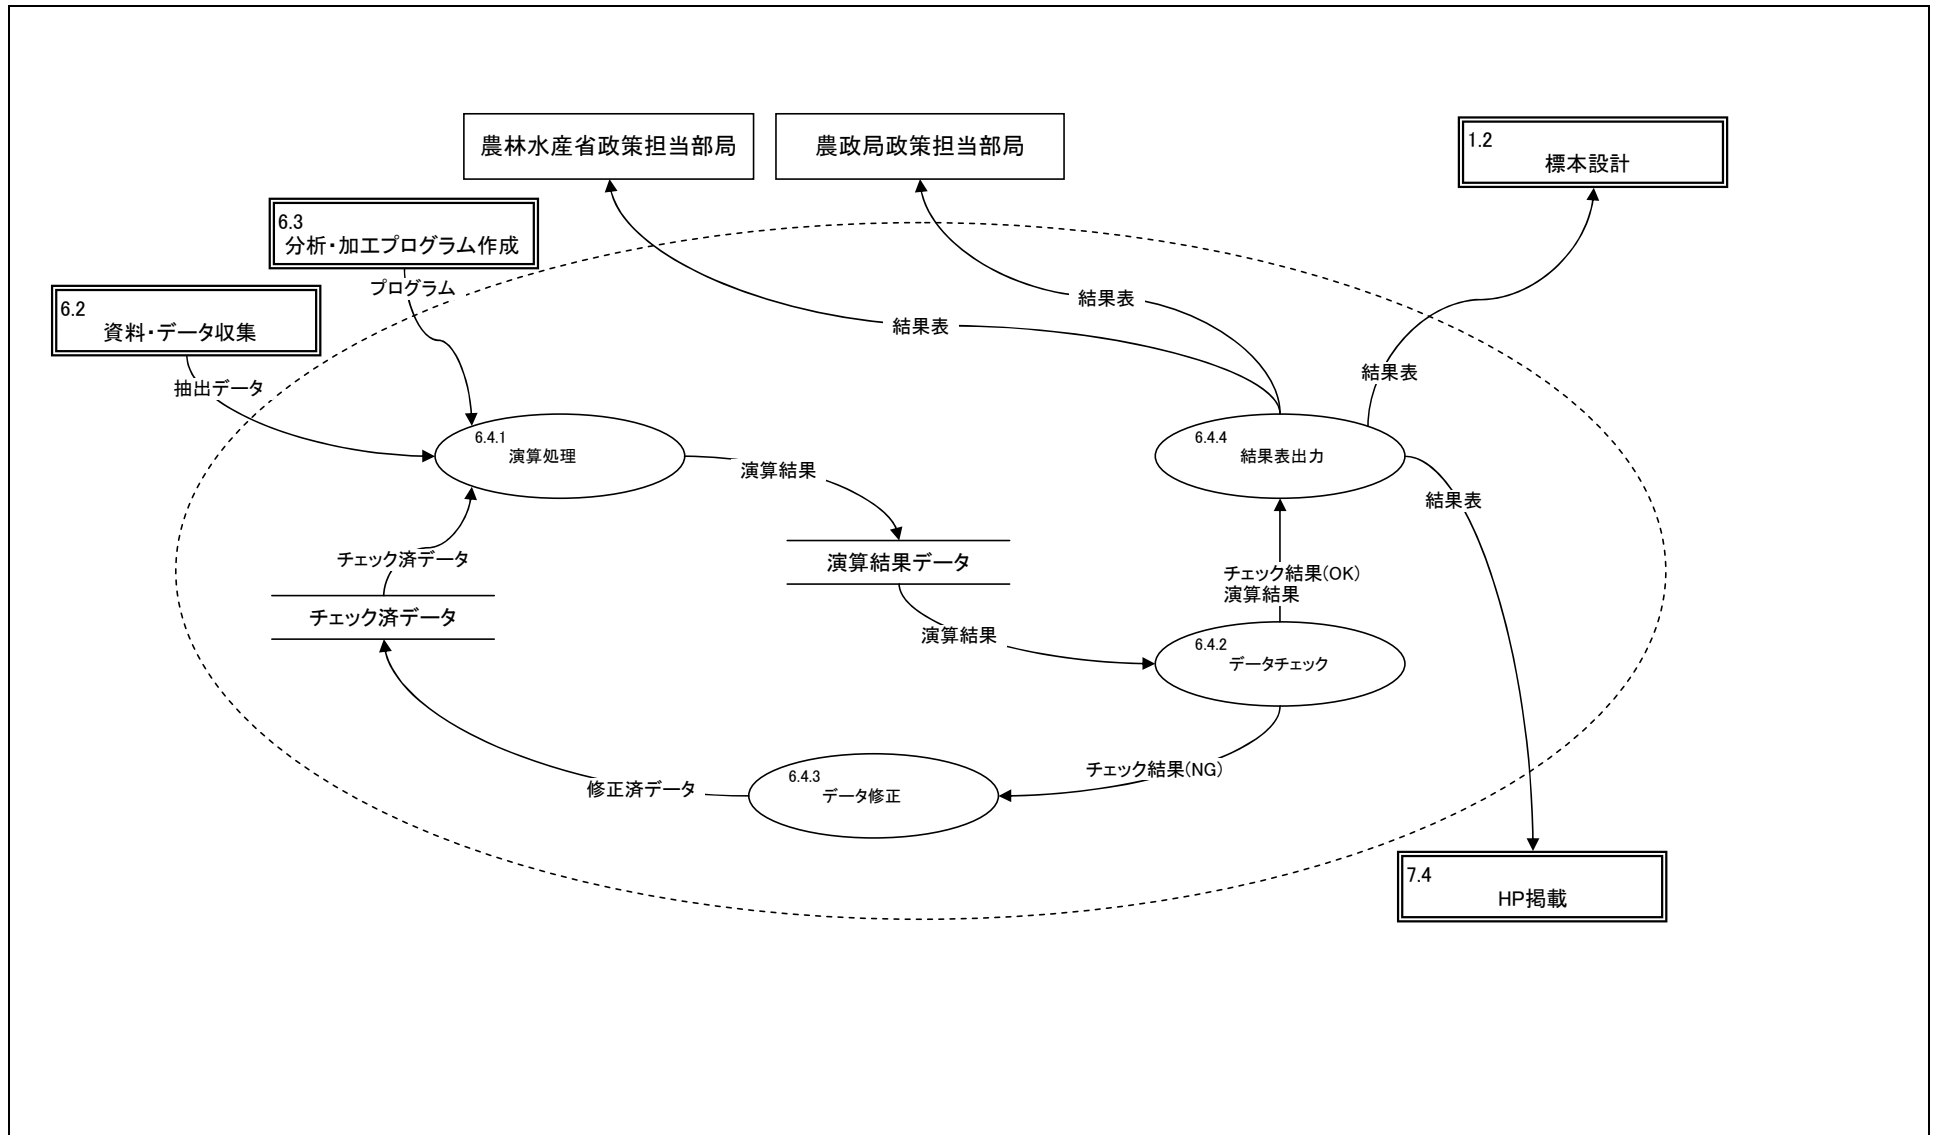 農林水産省政策担当部局
農政局政策担当部局
1.2
標本設計
6.3
分析・加工プログラム作成
プログラム
6.2
資料・データ収集
抽出データ
結果表
結果表
結果表
6.4.1
演算処理
演算結果
6.4.4
結果表出力
結果表
チェック済データ
演算結果データ
チェック結果(OK)
演算結果
チェック済データ
演算結果
6.4.2
データチェック
チェック結果(NG)
修正済データ
6.4.3
データ修正
7.4
HP掲載